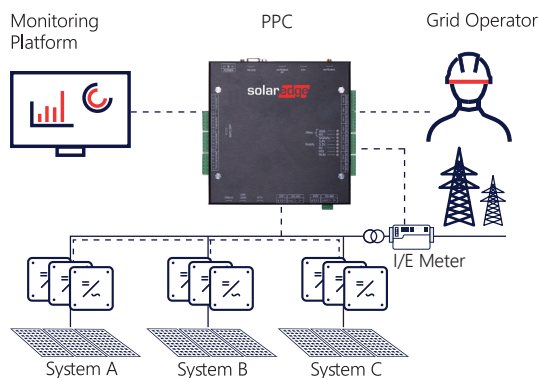 Monitoring
Platform
PPC
Grid Operator
solaredge
I/E Meter
System A
System B
System C